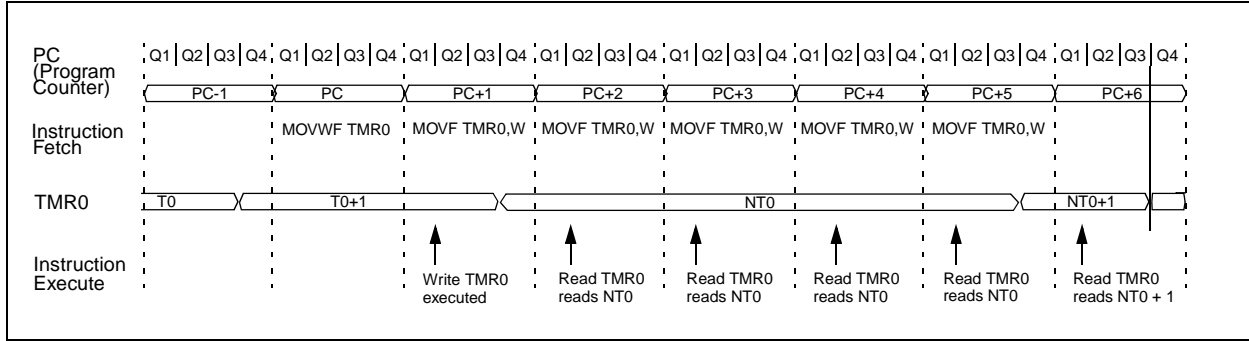 PC
(Program
Counter)
Q1 Q2 Q3 Q4 Q1 Q2 Q3 Q4 Q1 Q2 Q3 Q4 Q1 Q2 Q3 Q4 Q1 Q2 Q3 Q4 Q1 Q2 Q3 Q4 Q1 Q2 Q3 Q4 Q1 Q2 Q3 Q4
PC-1 PC PC+1 PC+2 PC+3 PC+4 PC+5 PC+6
Instruction
Fetch
MOVWF TMR0 MOVF TMR0,W MOVF TMR0,W MOVF TMR0,W MOVF TMR0,W MOVF TMR0,W
TMR0 T0 T0+1 NT0 NT0+1
Instruction
Execute
Write TMR0
executed
Read TMR0
reads NT0
Read TMR0
reads NT0
Read TMR0
reads NT0
Read TMR0
reads NT0
Read TMR0
reads NT0 + 1